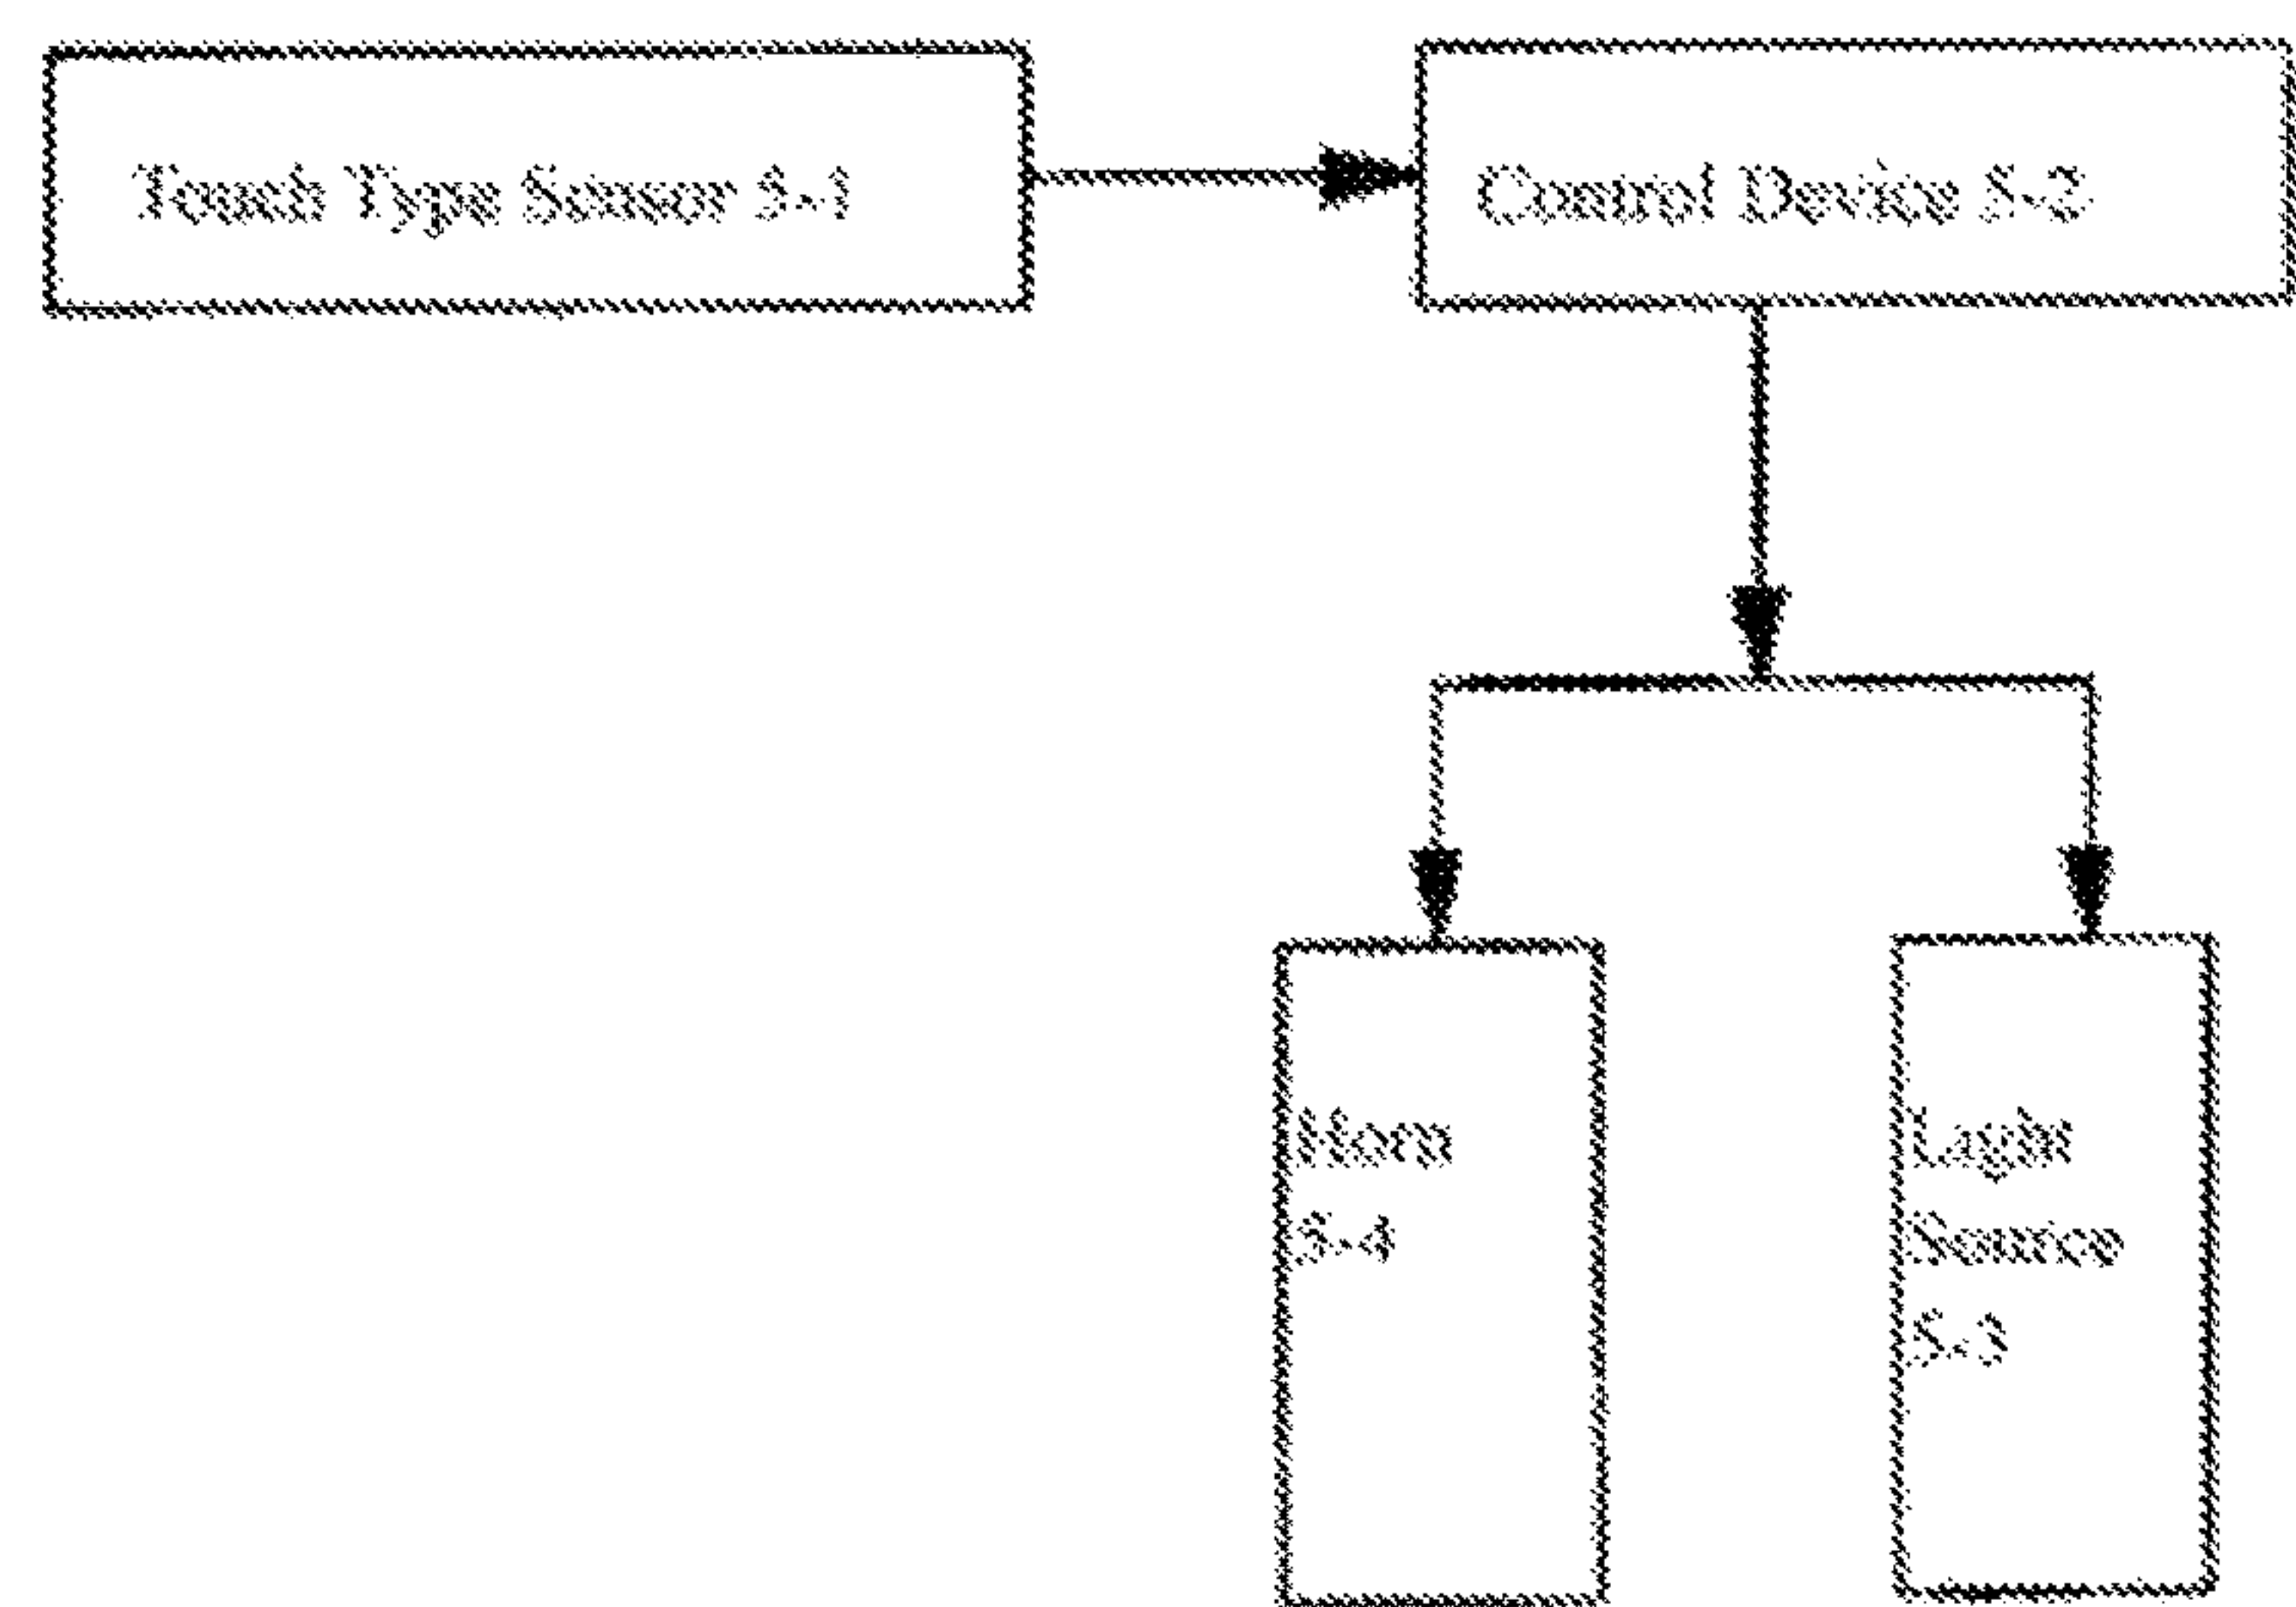 Touch Type Sensor 5-1
Control Device 5-2
Horn
5-4
Light
Source
5-3